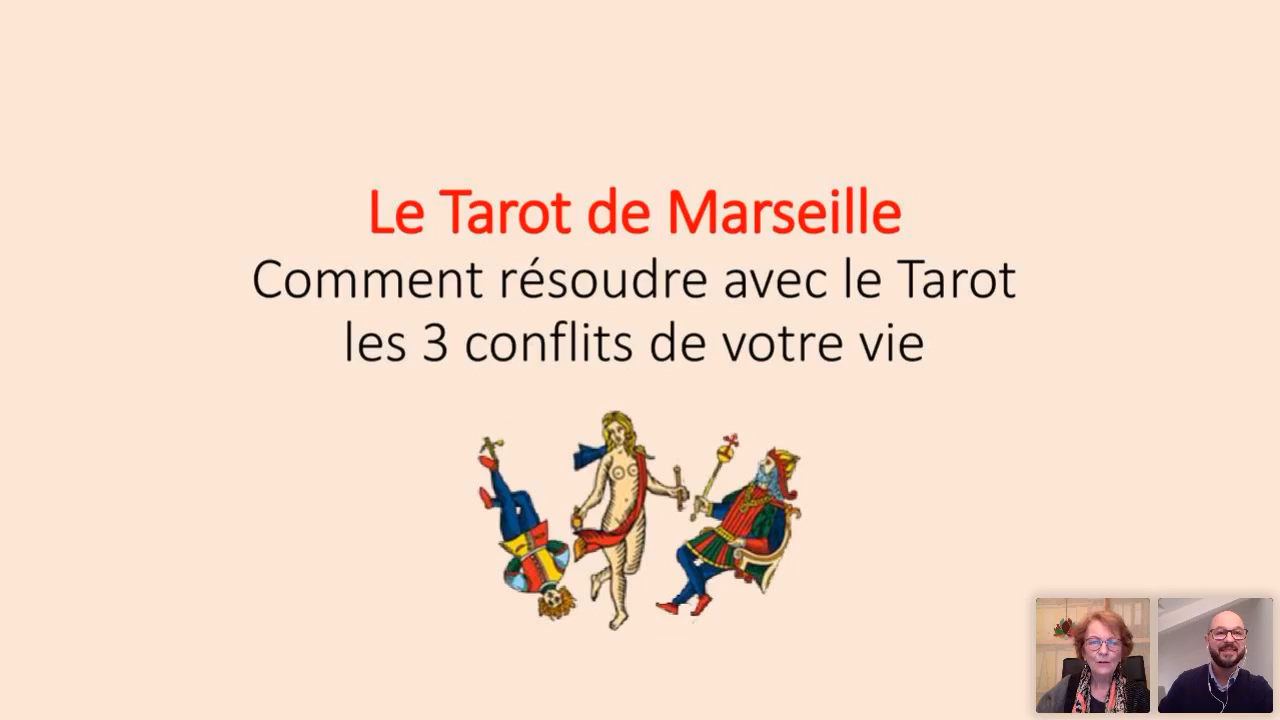 Le Tarot de Marseille
Comment résoudre avec le Tarot
les 3 conflits de votre vie